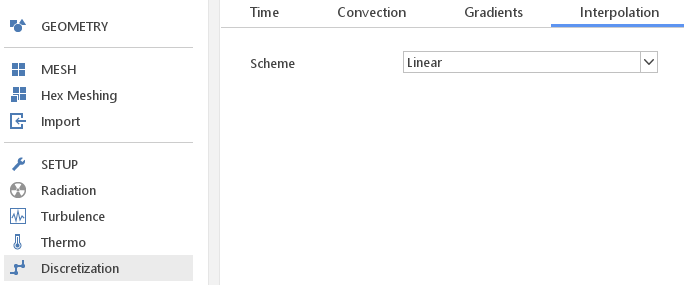 GEOMETRY
MESH
Hex Meshing
Import
SETUP
Radiation
Turbulence
Thermo
Discretization
Time Convection Gradients Interpolation
Scheme Linear